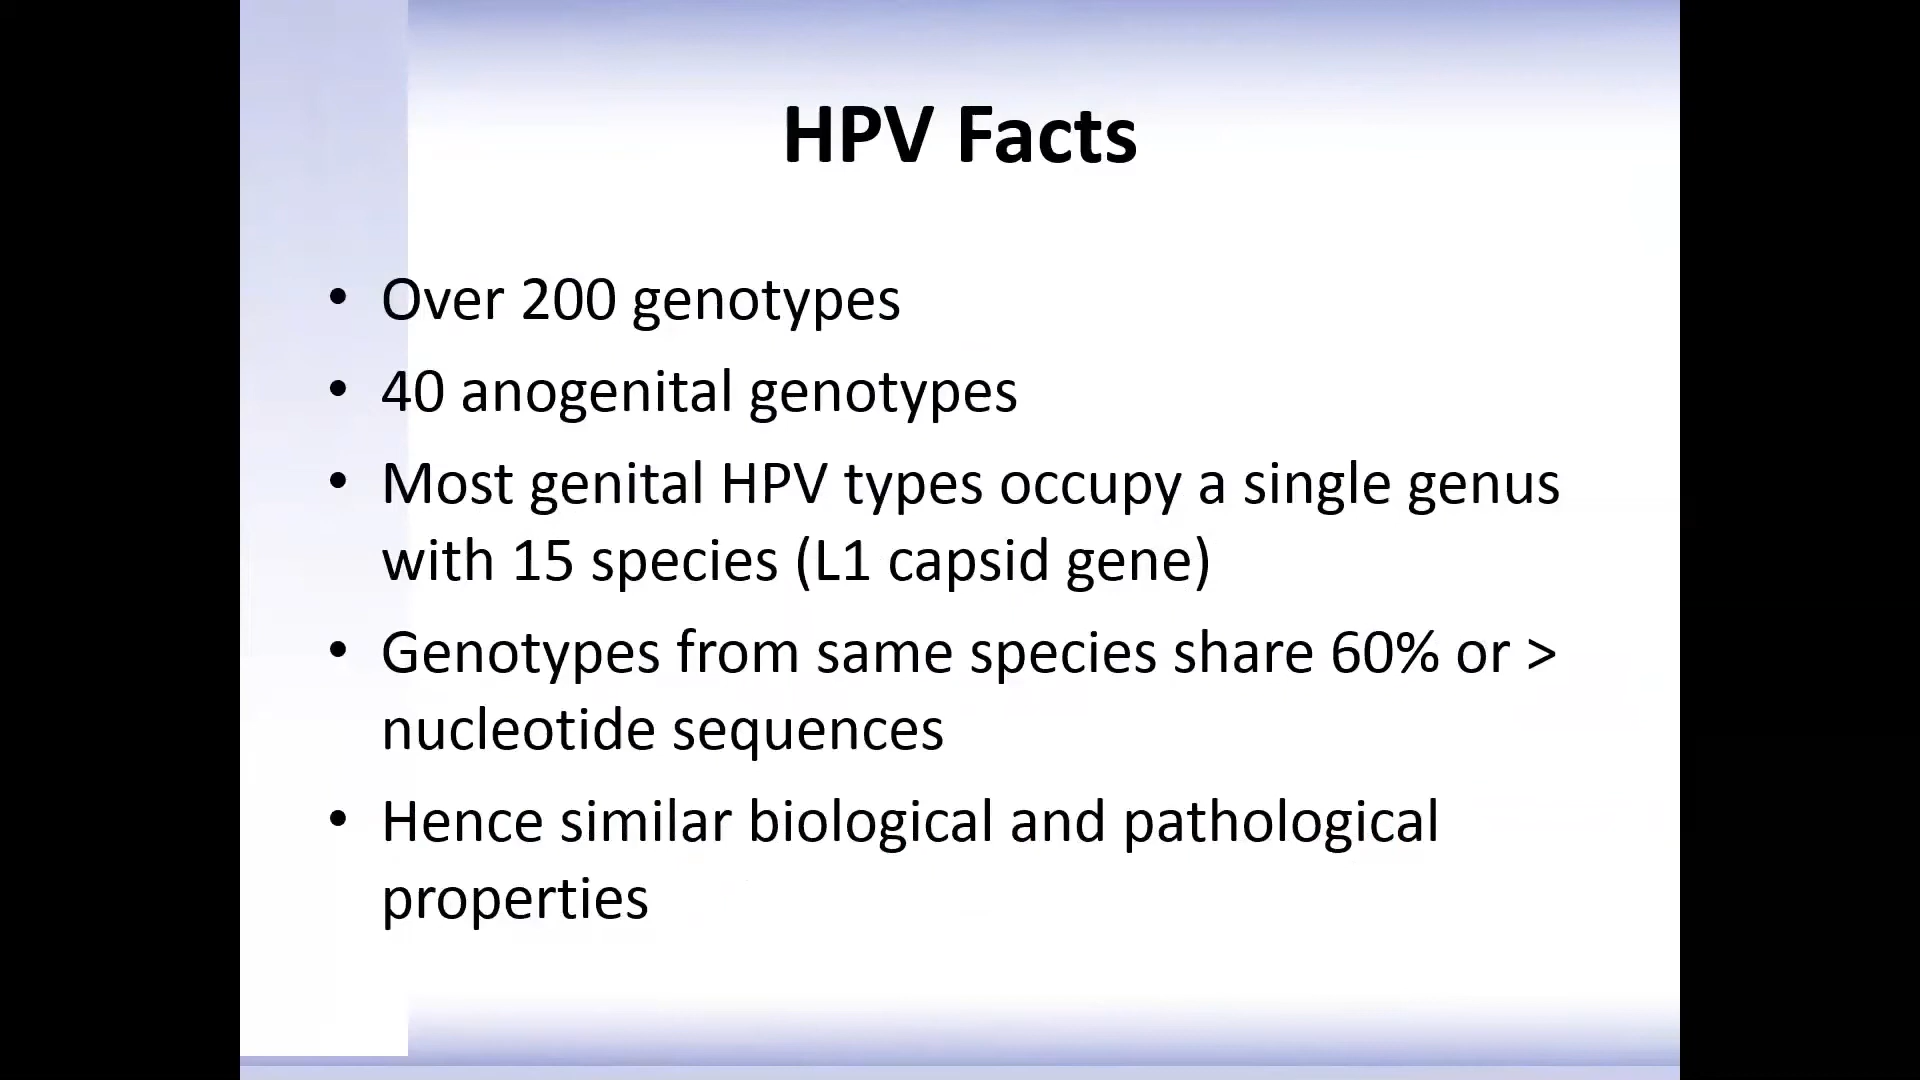 HPV Facts
• Over 200 genotypes
• 40 anogenital genotypes
• Most genital HPV types occupy a single genus
with 15 species (L1 capsid gene)
• Genotypes from same species share 60% or >
nucleotide sequences
• Hence similar biological and pathological
properties